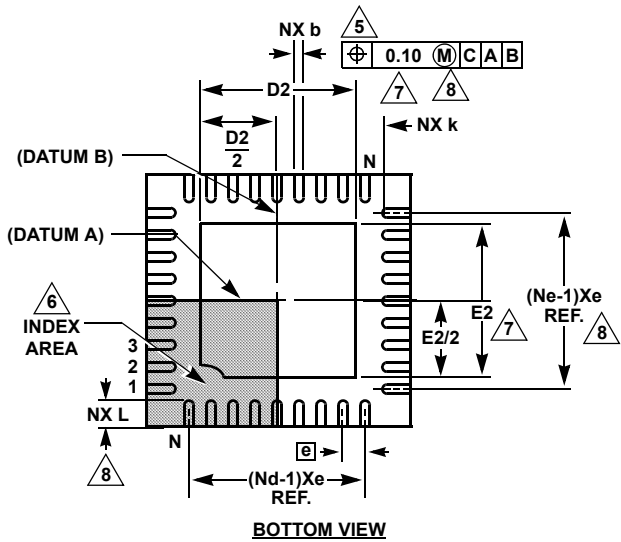 NX b
5
⌖ 0.10 Ⓜ C A B
D2
7
8
D2
2
NX k
(DATUM B)
N
(DATUM A)
6
INDEX
AREA
3
2
1
E2/2
E2
7
(Ne-1)Xe
REF.
8
NX L
8
N
e
(Nd-1)Xe
REF.
BOTTOM VIEW